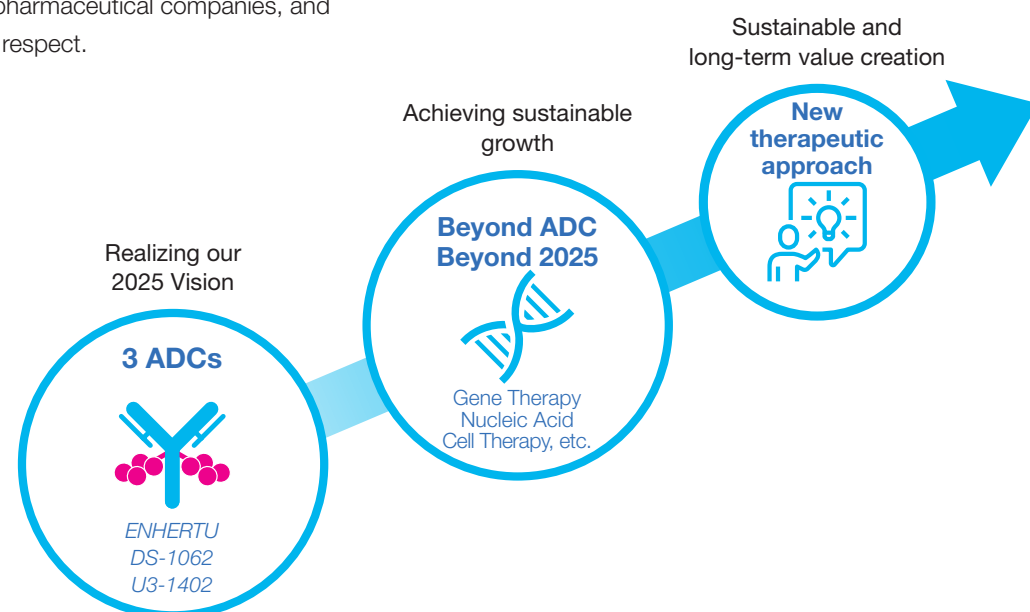 pharmaceutical companies, and
respect.
Sustainable and
long-term value creation
New
therapeutic
approach
Achieving sustainable
growth
Beyond ADC
Beyond 2025
Gene Therapy
Nucleic Acid
Cell Therapy, etc.
Realizing our
2025 Vision
3 ADCs
ENHERTU
DS-1062
U3-1402